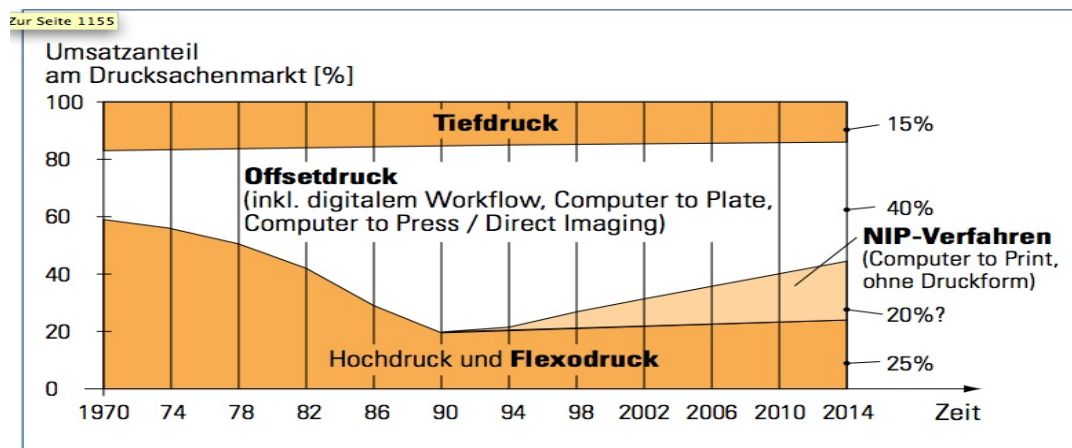 Zur Seite 1155
Umsatzanteil
am Drucksachenmarkt [%]
100
80
60
40
20
0
Tiefdruck
Offsetdruck
(inkl. digitalem Workflow, Computer to Plate,
Computer to Press / Direct Imaging)
Hochdruck und Flexodruck
15%
40%
NIP-Verfahren
(Computer to Print,
ohne Druckform)
20%?
25%
1970 74 78 82 86 90 94 98 2002 2006 2010 2014 Zeit